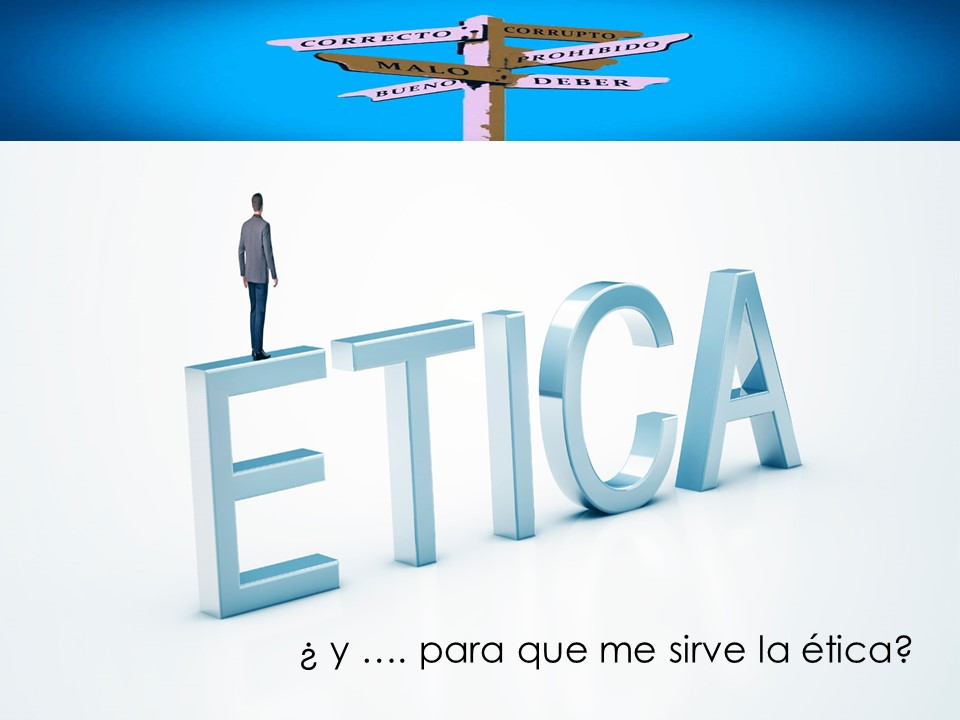 CORRECTO
CORRUPTO
PROHIBIDO
MALO
BUENO
DEBER
ETICA
¿ y .... para que me sirve la ética?